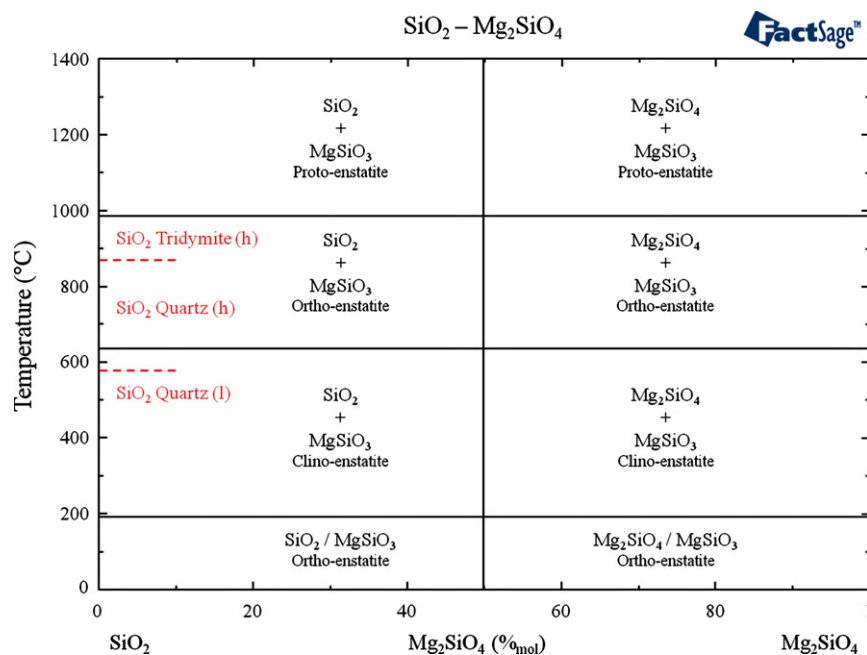 SiO₂ – Mg₂SiO₄
FactSage™
1400
1200
1000
800
600
400
200
0
Temperature (°C)
SiO₂
+
MgSiO₃
Proto-enstatite
Mg₂SiO₄
+
MgSiO₃
Proto-enstatite
SiO₂ Tridymite (h)
SiO₂ Quartz (h)
SiO₂
+
MgSiO₃
Ortho-enstatite
Mg₂SiO₄
+
MgSiO₃
Ortho-enstatite
SiO₂ Quartz (l)
SiO₂
+
MgSiO₃
Clino-enstatite
Mg₂SiO₄
+
MgSiO₃
Clino-enstatite
SiO₂ / MgSiO₃
Ortho-enstatite
Mg₂SiO₄ / MgSiO₃
Ortho-enstatite
0 20 40 60 80
SiO₂ Mg₂SiO₄ (%mol) Mg₂SiO₄